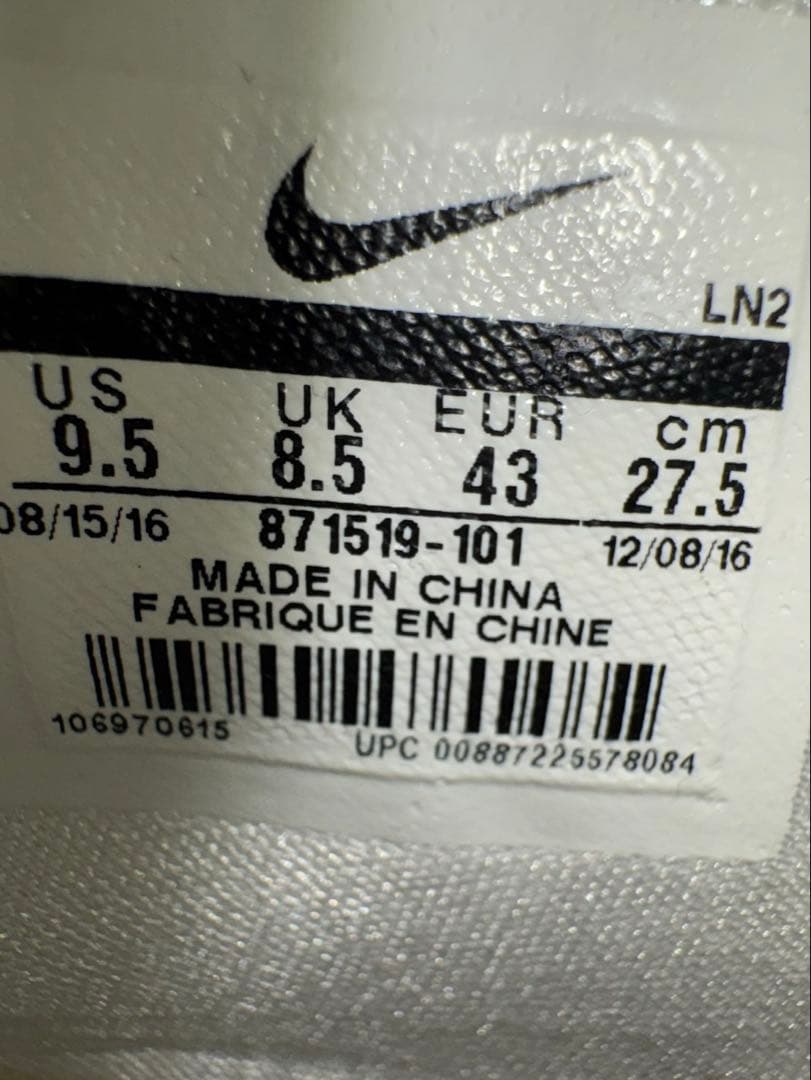 LN2
US UK EUR cm
9.5 8.5 43 27.5
08/15/16 871519-101 12/08/16
MADE IN CHINA
FABRIQUE EN CHINE
106970615
UPC 00887225578084